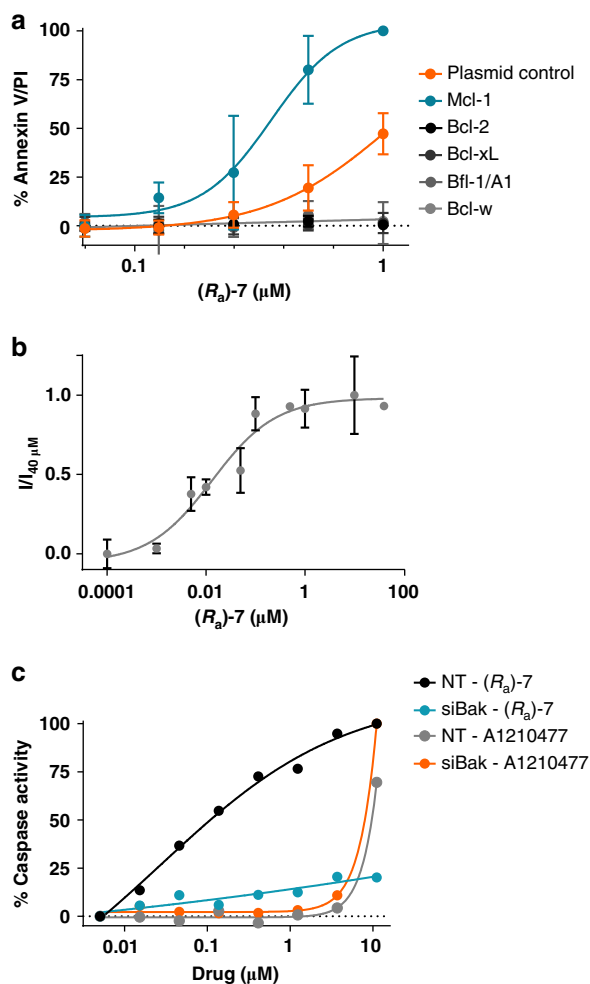 a
% Annexin V/PI
100
75
50
25
0
0.1
1
(Ra)-7 (μM)
Plasmid control
Mcl-1
Bcl-2
Bcl-xL
Bfl-1/A1
Bcl-w
b
I/I40 μM
1.0
0.5
0.0
0.0001
0.01
1
100
(Ra)-7 (μM)
c
% Caspase activity
100
75
50
25
0
0.01
0.1
1
10
Drug (μM)
NT - (Ra)-7
siBak - (Ra)-7
NT - A1210477
siBak - A1210477